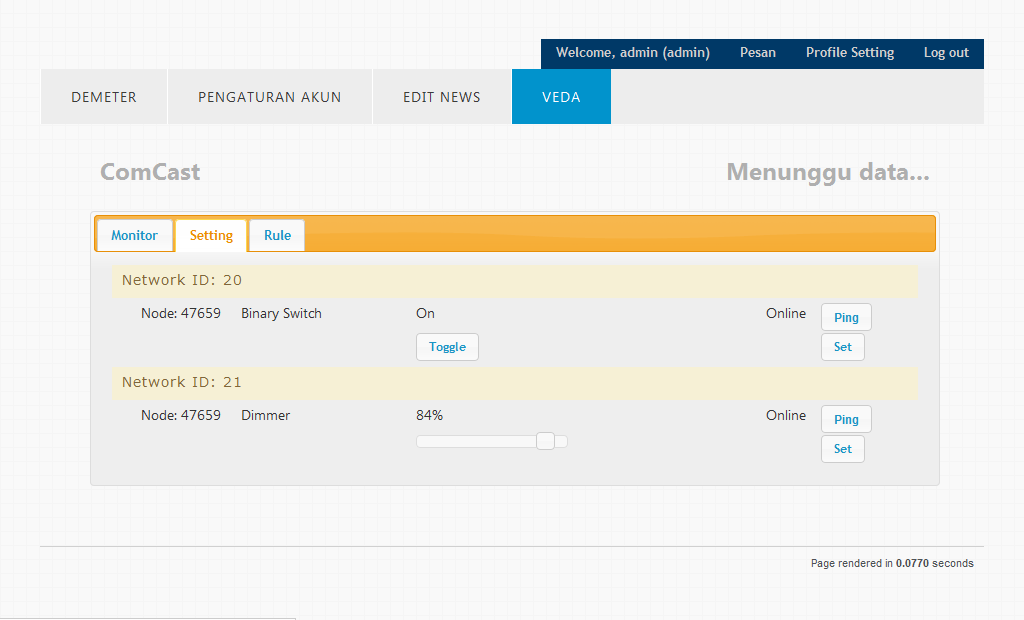 Welcome, admin (admin) Pesan Profile Setting Log out
DEMETER PENGATURAN AKUN EDIT NEWS VEDA
ComCast Menunggu data...
Monitor Setting Rule
Network ID: 20
Node: 47659 Binary Switch On Online Ping
Toggle Set
Network ID: 21
Node: 47659 Dimmer 84% Online Ping
Set
Page rendered in 0.0770 seconds